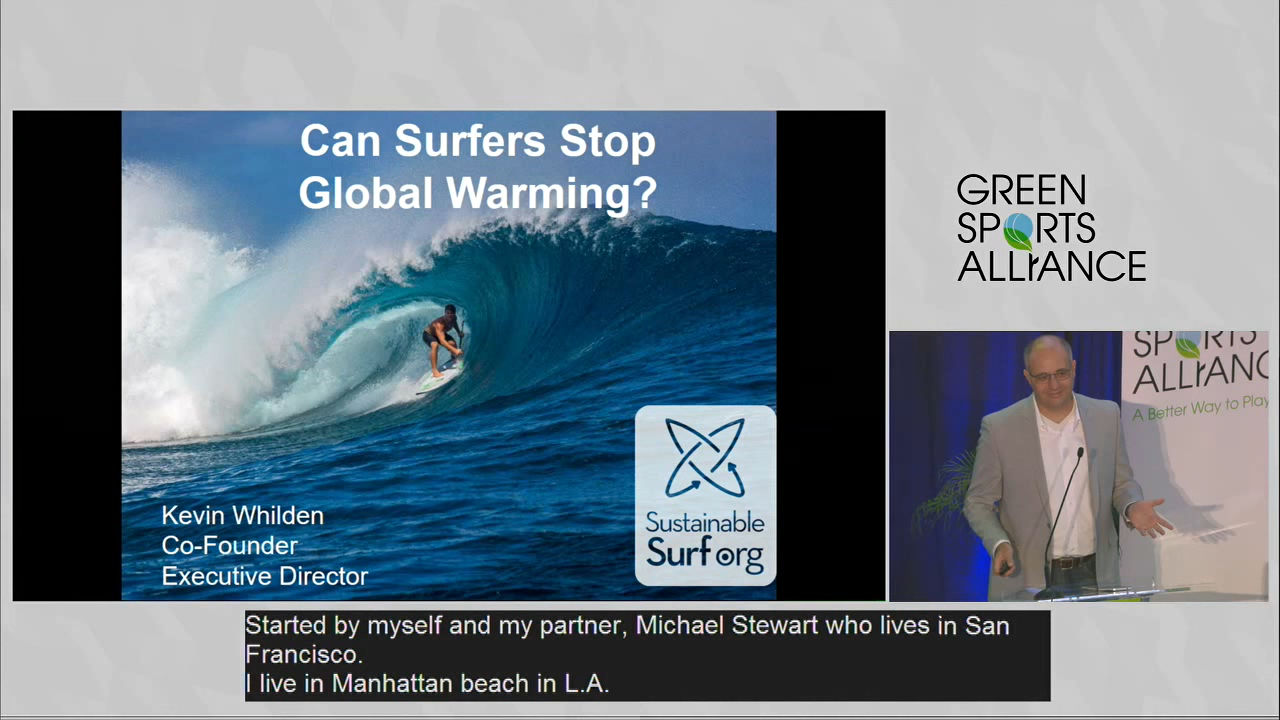 Can Surfers Stop
Global Warming?
Kevin Whilden
Co-Founder
Executive Director
Sustainable
Surf.org
GREEN
SPORTS
ALLIANCE
SPORTS
ALLIANC
A Better Way to Play
Started by myself and my partner, Michael Stewart who lives in San
Francisco.
I live in Manhattan beach in L.A.